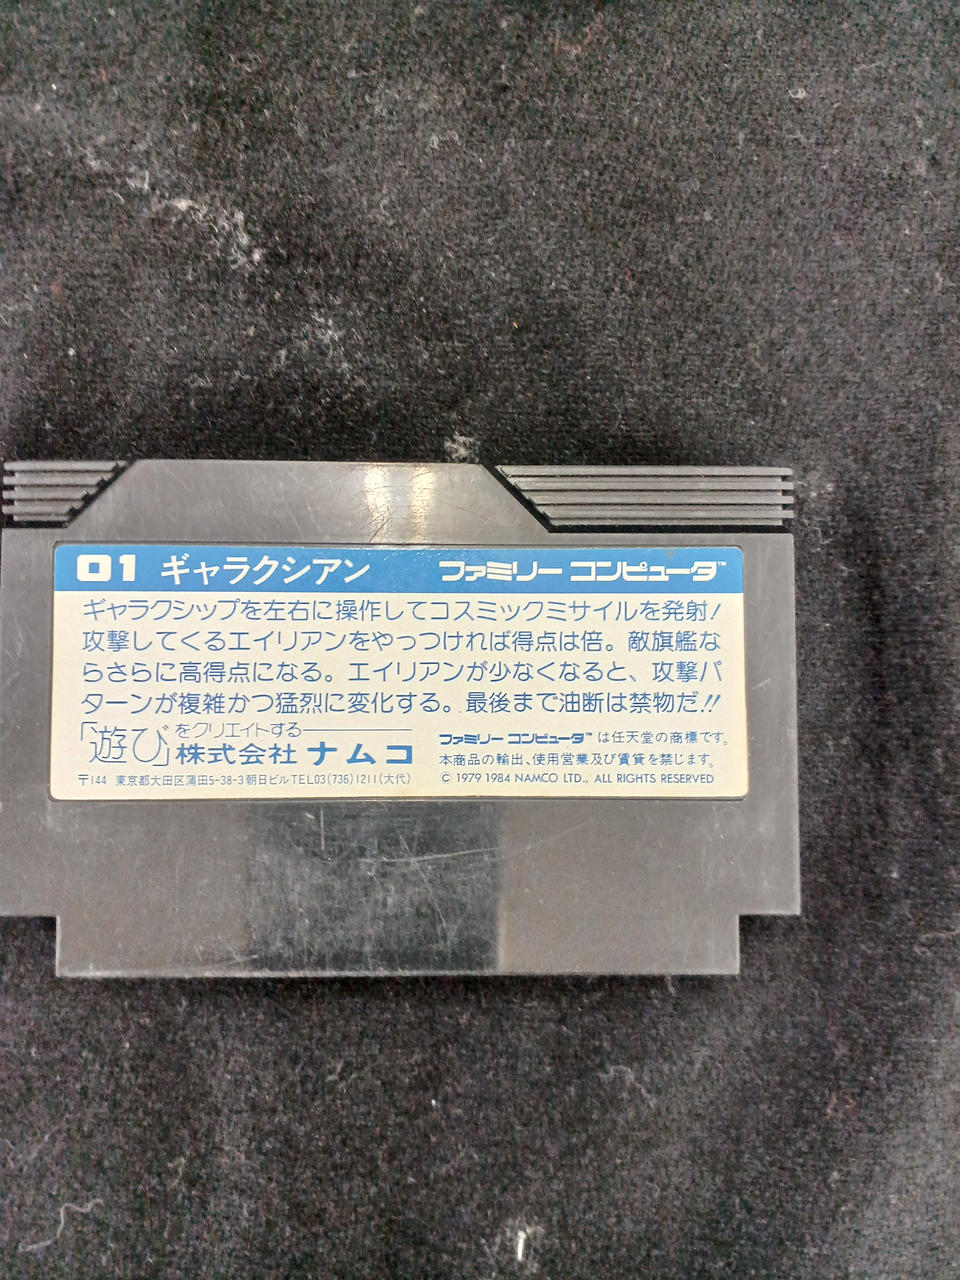 01 ギャラクシアン ファミリー コンピュータ™
ギャラクシップを左右に操作してコスミックミサイルを発射!
攻撃してくるエイリアンをやっつければ得点は倍。敵旗艦な
らさらに高得点になる。エイリアンが少なくなると、攻撃パ
ターンが複雑かつ猛烈に変化する。最後まで油断は禁物だ!!
「遊び」をクリエイトする
株式会社 ナムコ
〒144 東京都大田区蒲田5-38-3朝日ビルTEL03(736)1211(大代)
ファミリー コンピュータ™ は任天堂の商標です。
本商品の輸出、使用営業及び賃貸を禁じます。
© 1979 1984 NAMCO LTD., ALL RIGHTS RESERVED